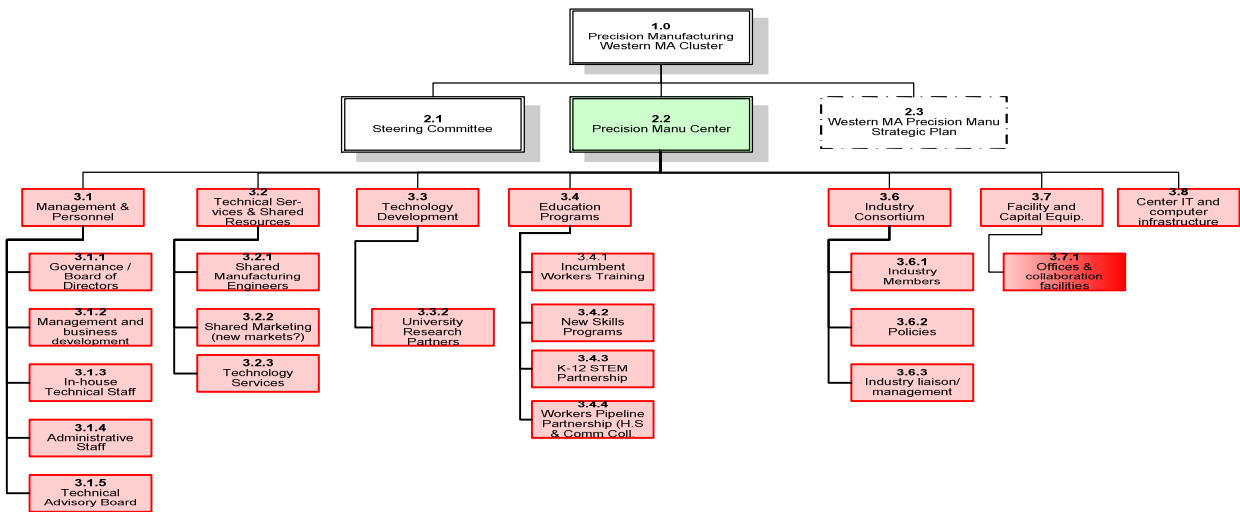 1.0
Precision Manufacturing
Western MA Cluster
2.1
Steering Committee
2.2
Precision Manu Center
2.3
Western MA Precision Manu
Strategic Plan
3.1
Management &
Personnel
3.2
Technical Ser-
vices & Shared
Resources
3.3
Technology
Development
3.4
Education
Programs
3.6
Industry
Consortium
3.7
Facility and
Capital Equip.
3.8
Center IT and
computer
infrastructure
3.1.1
Governance /
Board of
Directors
3.1.2
Management and
business
development
3.1.3
In-house
Technical Staff
3.1.4
Administrative
Staff
3.1.5
Technical
Advisory Board
3.2.1
Shared
Manufacturing
Engineers
3.2.2
Shared Marketing
(new markets?)
3.2.3
Technology
Services
3.3.2
University
Research
Partners
3.4.1
Incumbent
Workers Training
3.4.2
New Skills
Programs
3.4.3
K-12 STEM
Partnership
3.4.4
Workers Pipeline
Partnership (H.S
& Comm Coll.
3.6.1
Industry
Members
3.6.2
Policies
3.6.3
Industry liaison/
management
3.7.1
Offices &
collaboration
facilities